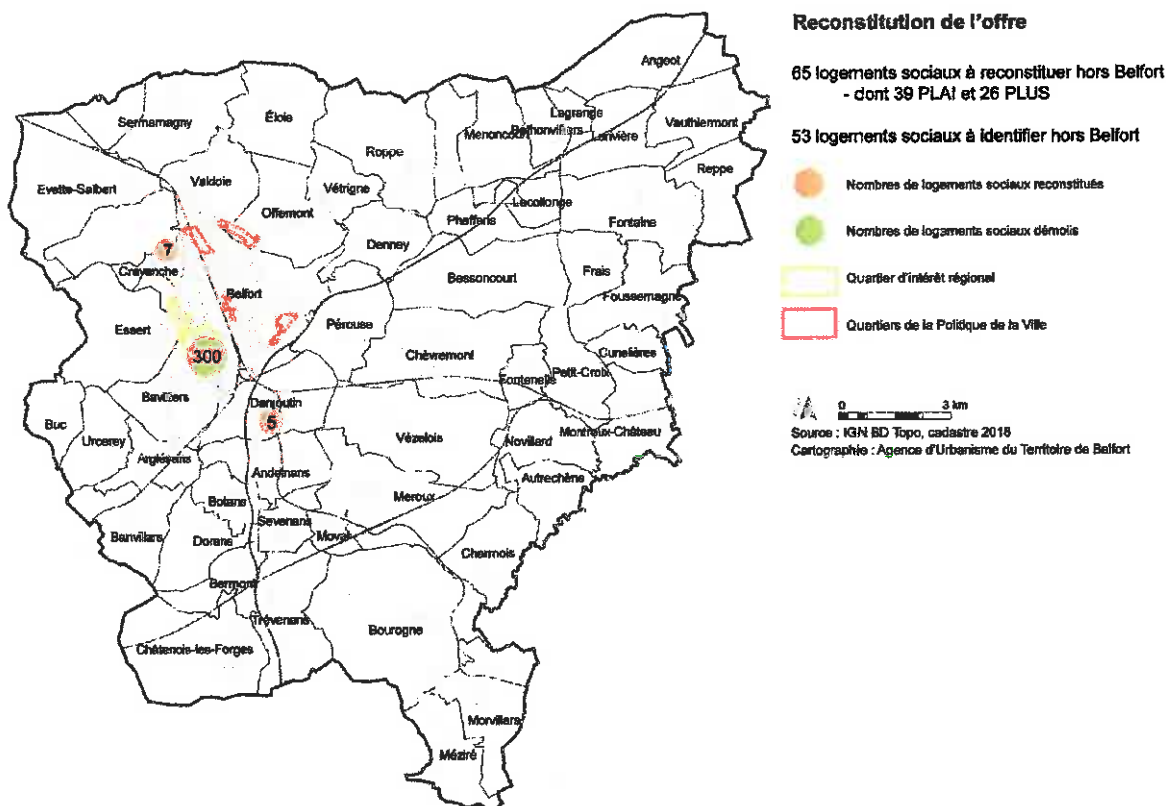 Reconstitution de l'offre
65 logements sociaux à reconstituer hors Belfort
- dont 39 PLAI et 26 PLUS
53 logements sociaux à identifier hors Belfort
Nombres de logements sociaux reconstitués
Nombres de logements sociaux démolis
Quartier d'intérêt régional
Quartiers de la Politique de la Ville
0 3 km
Source : IGN BD Topo, cadastre 2018
Cartographie : Agence d'Urbanisme du Territoire de Belfort
Angeot
Lagrange
Sermamagny
Éloie
Menoncourt
Bethonvilliers
Larivière
Vauthiermont
Roppe
Reppe
Evette-Salbert
Valdoie
Vétrigne
Offemont
Lacollonge
Phaffans
Fontaine
Denney
7
Cravanche
Bessoncourt
Frais
Foussemagne
Belfort
Essert
Pérouse
300
Chèvremont
Cunelières
Petit-Croix
Fontenelle
Bavilliers
Danjoutin
5
Buc
Urcerey
Vézelois
Novillard
Montreux-Château
Argiésans
Andelnans
Autrechêne
Botans
Meroux
Sevenans
Banvillars
Dorans
Moval
Charmois
Bermont
Trévenans
Bourogne
Châtenois-les-Forges
Morvillars
Méziré